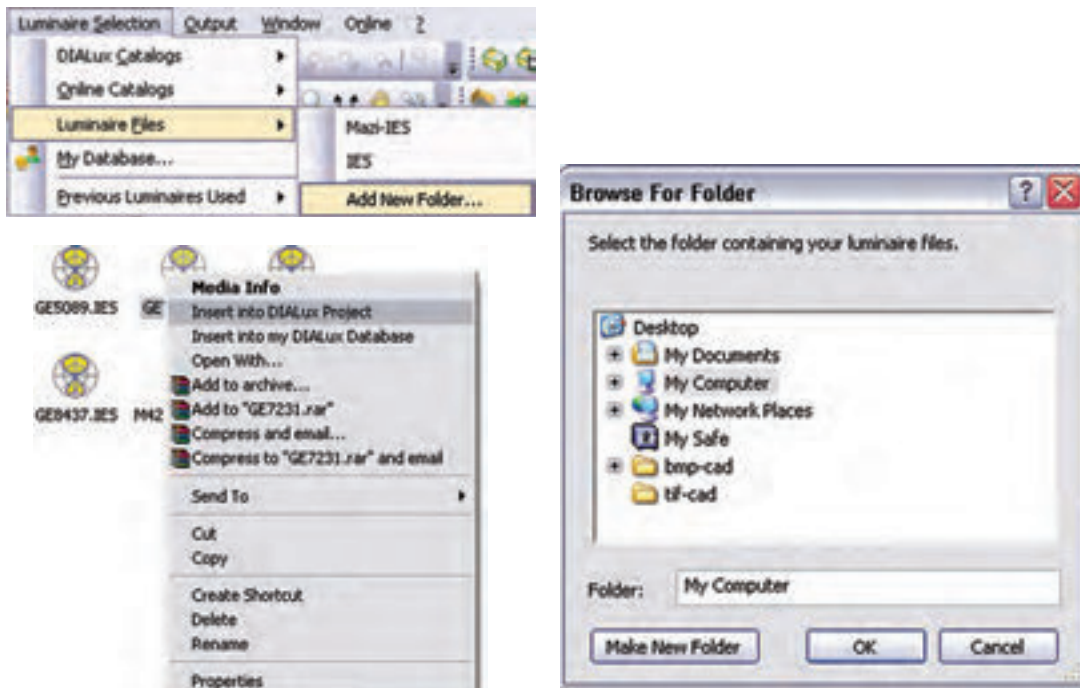 Luminaire Selection Output Window Online ?
DIALux Catalogs
Online Catalogs
Luminaire Files
My Database...
Previous Luminaires Used
Mazi-IES
IES
Add New Folder...
GE5089.IES GE
GE8437.IES M42
Media Info
Insert into DIALux Project
Insert into my DIALux Database
Open With...
Add to archive...
Add to "GE7231.rar"
Compress and email...
Compress to "GE7231.rar" and email
Send To
Cut
Copy
Create Shortcut
Delete
Rename
Properties
Browse For Folder ?
Select the folder containing your luminaire files.
Desktop
My Documents
My Computer
My Network Places
My Safe
bmp-cad
tif-cad
Folder: My Computer
Make New Folder OK Cancel